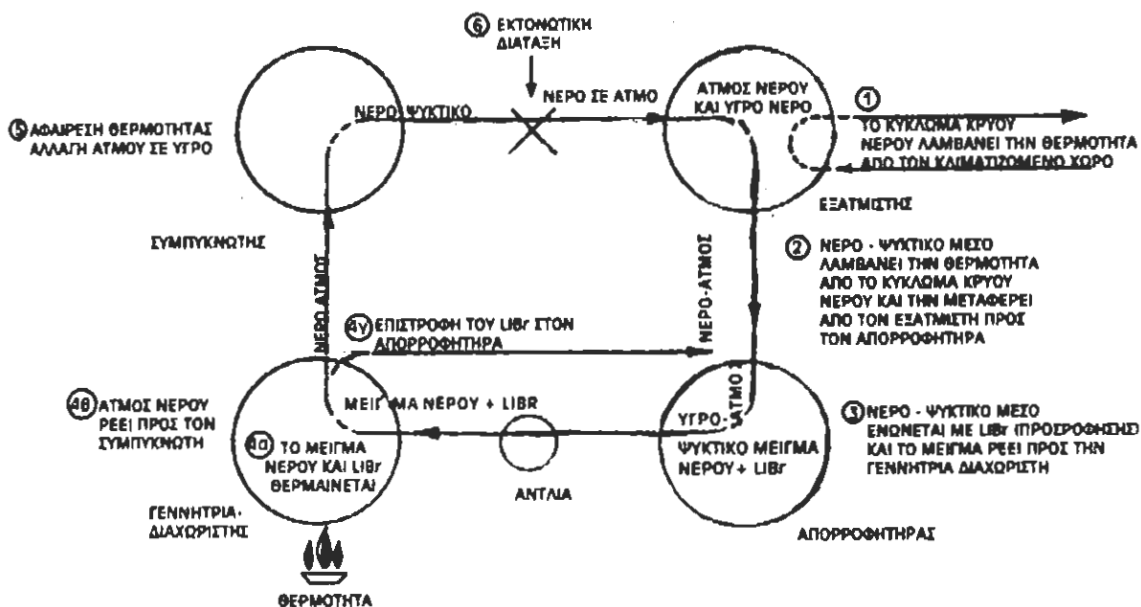 ⑥ ΕΚΤΟΝΩΤΙΚΗ
ΔΙΑΤΑΞΗ
ΝΕΡΟ-ΨΥΚΤΙΚΟ
ΝΕΡΟ ΣΕ ΑΤΜΟ
ΑΤΜΟΣ ΝΕΡΟΥ
ΚΑΙ ΥΓΡΟ ΝΕΡΟ
①
ΤΟ ΚΥΚΛΩΜΑ ΚΡΥΟΥ
ΝΕΡΟΥ ΛΑΜΒΑΝΕΙ ΤΗΝ ΘΕΡΜΟΤΗΤΑ
ΑΠΟ ΤΟΝ ΚΛΙΜΑΤΙΖΟΜΕΝΟ ΧΩΡΟ
⑤ ΑΦΑΙΡΕΣΗ ΘΕΡΜΟΤΗΤΑΣ
ΑΛΛΑΓΗ ΑΤΜΟΥ ΣΕ ΥΓΡΟ
ΕΞΑΤΜΙΣΤΗΣ
ΣΥΜΠΥΚΝΩΤΗΣ
② ΝΕΡΟ - ΨΥΚΤΙΚΟ ΜΕΣΟ
ΛΑΜΒΑΝΕΙ ΤΗΝ ΘΕΡΜΟΤΗΤΑ
ΑΠΟ ΤΟ ΚΥΚΛΩΜΑ ΚΡΥΟΥ
ΝΕΡΟΥ ΚΑΙ ΤΗΝ ΜΕΤΑΦΕΡΕΙ
ΑΠΟ ΤΟΝ ΕΞΑΤΜΙΣΤΗ ΠΡΟΣ
ΤΟΝ ΑΠΟΡΡΟΦΗΤΗΡΑ
ΝΕΡΟ-ΑΤΜΟΣ
ΝΕΡΟ-ΑΤΜΟΣ
4γ ΕΠΙΣΤΡΟΦΗ ΤΟΥ LIBr ΣΤΟΝ
ΑΠΟΡΡΟΦΗΤΗΡΑ
4β ΑΤΜΟΣ ΝΕΡΟΥ
ΡΕΕΙ ΠΡΟΣ ΤΟΝ
ΣΥΜΠΥΚΝΩΤΗ
ΜΕΙΓΜΑ ΝΕΡΟΥ + LIBR
4α ΤΟ ΜΕΙΓΜΑ
ΝΕΡΟΥ ΚΑΙ LIBr
ΘΕΡΜΑΙΝΕΤΑΙ
ΑΝΤΛΙΑ
ΥΓΡΟ-
ΑΤΜΟΣ
ΨΥΚΤΙΚΟ ΜΕΙΓΜΑ
ΝΕΡΟΥ + LIBr
③ ΝΕΡΟ - ΨΥΚΤΙΚΟ ΜΕΣΟ
ΕΝΩΝΕΤΑΙ ΜΕ LIBr (ΠΡΟΣΡΟΦΗΣΗΣ)
ΚΑΙ ΤΟ ΜΕΙΓΜΑ ΡΕΕΙ ΠΡΟΣ ΤΗΝ
ΓΕΝΝΗΤΡΙΑ ΔΙΑΧΩΡΙΣΤΗ
ΓΕΝΝΗΤΡΙΑ-
ΔΙΑΧΩΡΙΣΤΗΣ
ΑΠΟΡΡΟΦΗΤΗΡΑΣ
ΘΕΡΜΟΤΗΤΑ